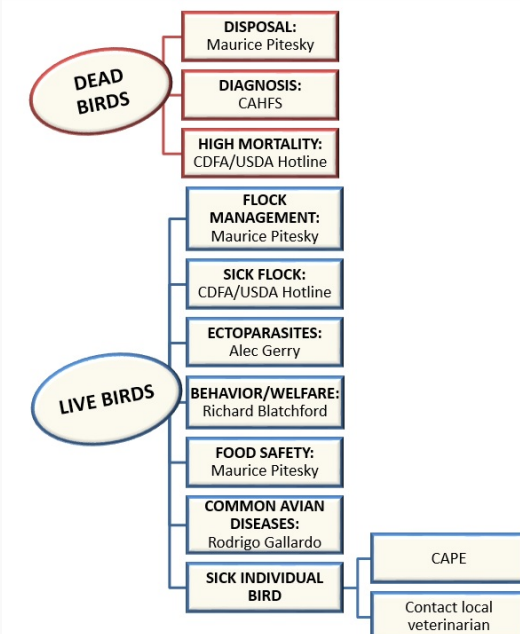 DEAD
BIRDS
DISPOSAL:
Maurice Pitesky
DIAGNOSIS:
CAHFS
HIGH MORTALITY:
CDFA/USDA Hotline
LIVE BIRDS
FLOCK
MANAGEMENT:
Maurice Pitesky
SICK FLOCK:
CDFA/USDA Hotline
ECTOPARASITES:
Alec Gerry
BEHAVIOR/WELFARE:
Richard Blatchford
FOOD SAFETY:
Maurice Pitesky
COMMON AVIAN
DISEASES:
Rodrigo Gallardo
SICK INDIVIDUAL
BIRD
CAPE
Contact local
veterinarian